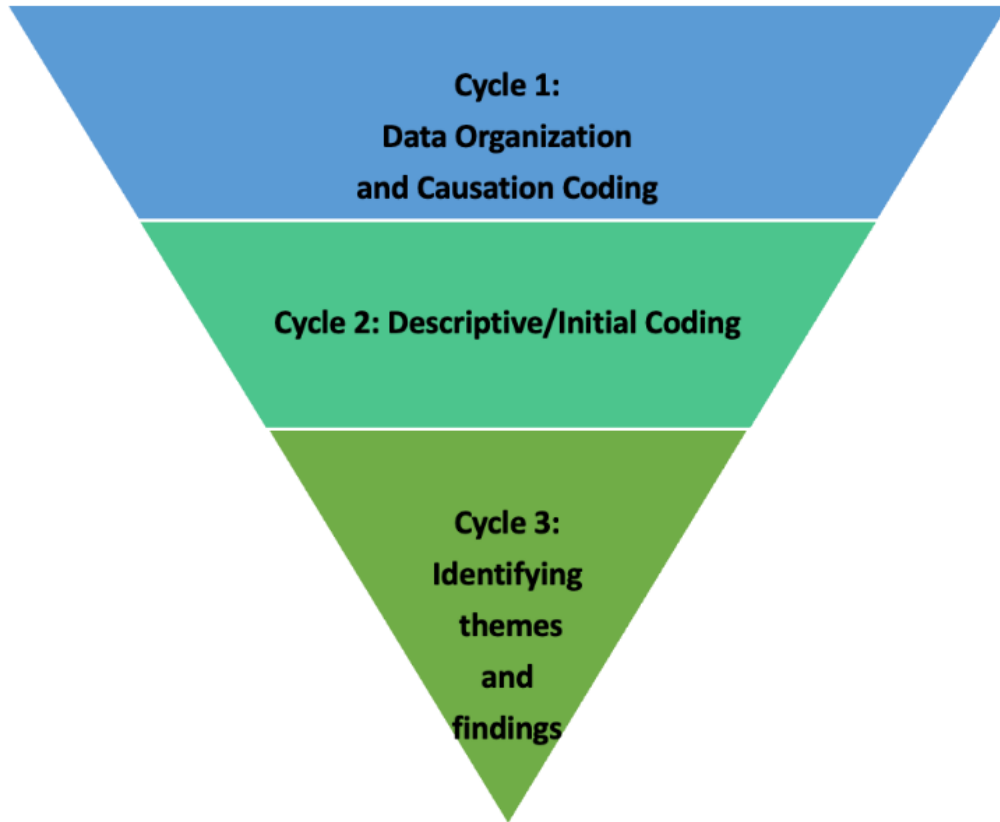 Cycle 1:
Data Organization
and Causation Coding
Cycle 2: Descriptive/Initial Coding
Cycle 3:
Identifying
themes
and
findings